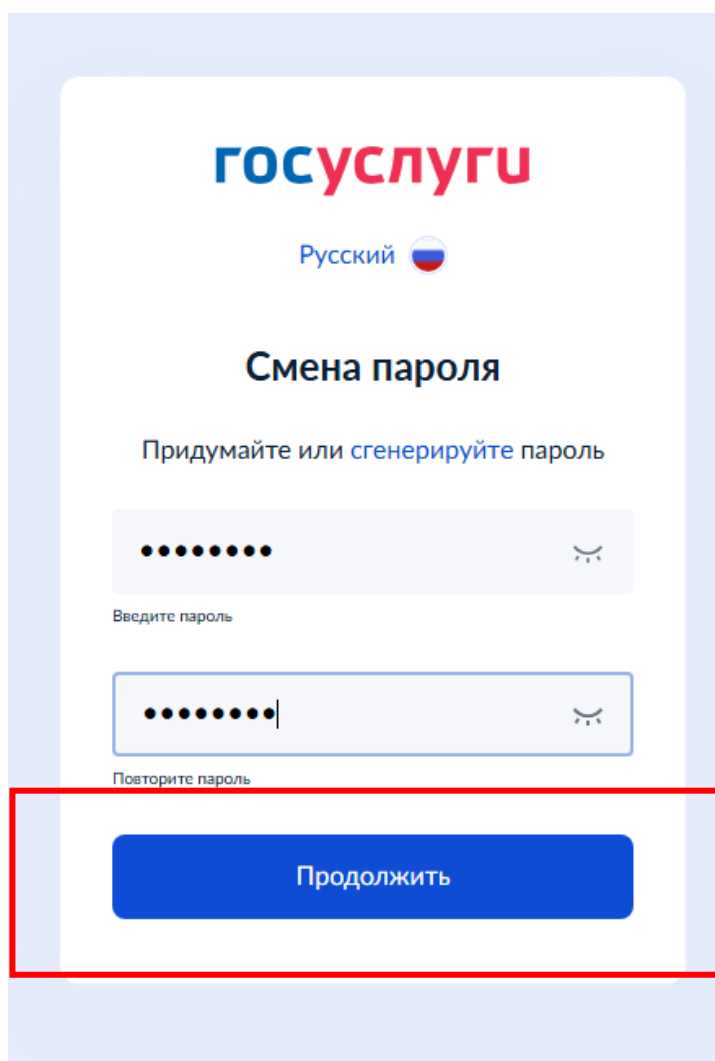 госуслуги
Русский
Смена пароля
Придумайте или сгенерируйте пароль
••••••••
Введите пароль
••••••••
Повторите пароль
Продолжить